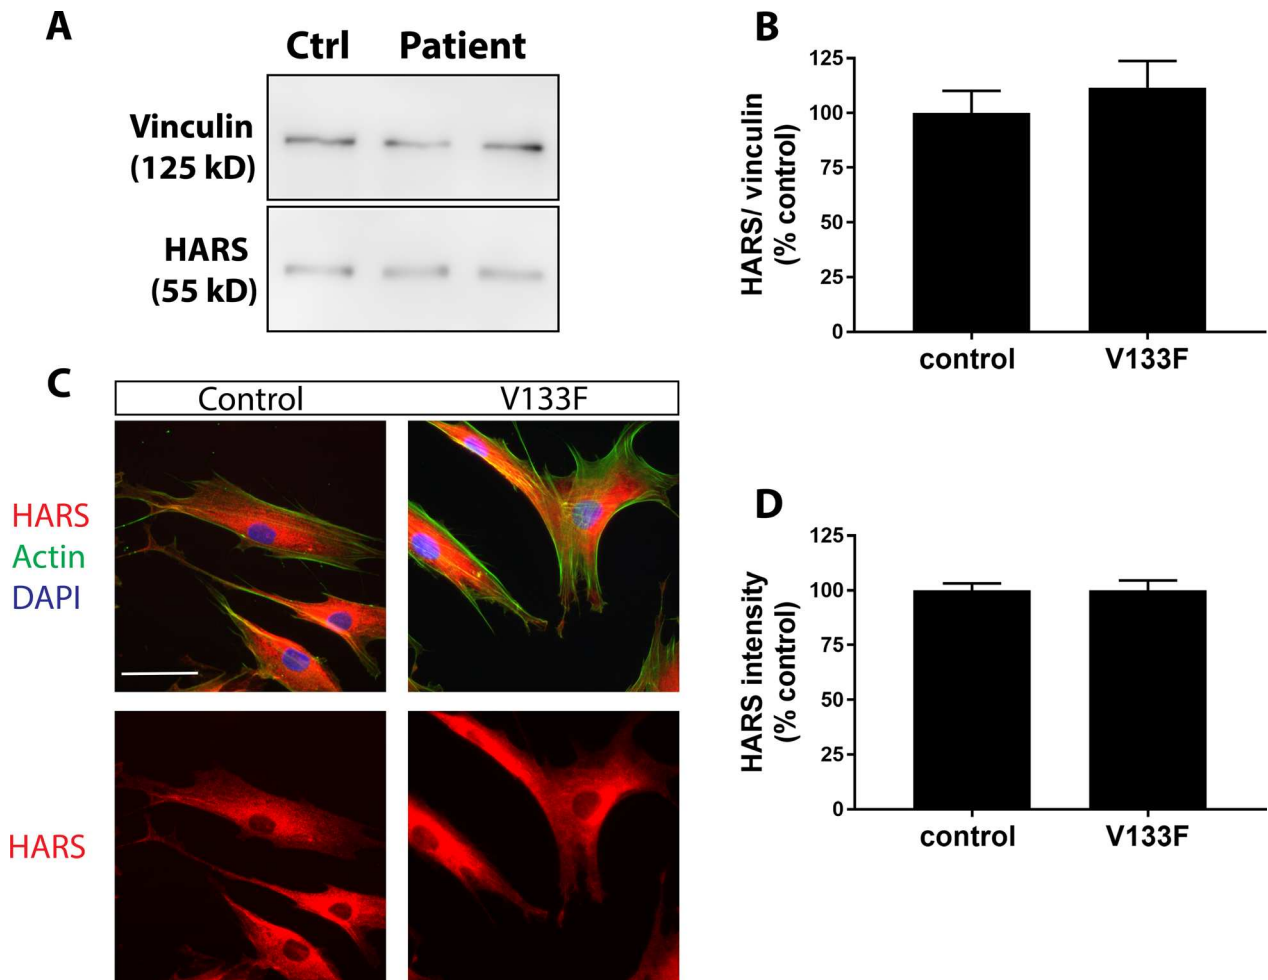 A
Ctrl Patient
Vinculin
(125 kD)
HARS
(55 kD)
B
HARS/ vinculin
(% control)
125
100
75
50
25
0
control V133F
C
Control V133F
HARS
Actin
DAPI
HARS
D
HARS intensity
(% control)
125
100
75
50
25
0
control V133F